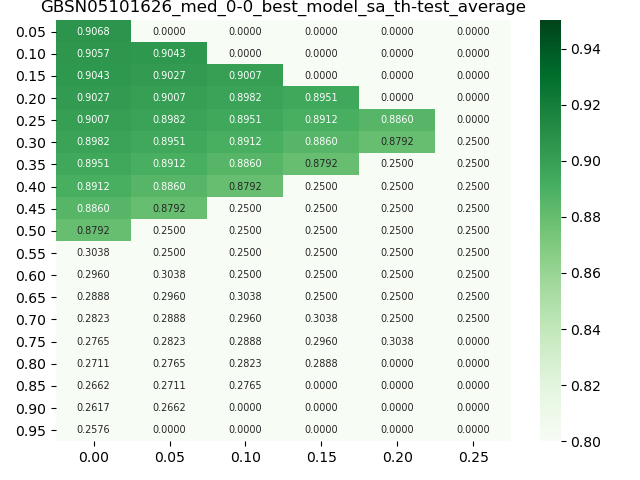 GBSN05101626_med_0-0_best_model_sa_th-test_average
0.05 0.9068 0.0000 0.0000 0.0000 0.0000 0.0000
0.10 0.9057 0.9043 0.0000 0.0000 0.0000 0.0000
0.15 0.9043 0.9027 0.9007 0.0000 0.0000 0.0000
0.20 0.9027 0.9007 0.8982 0.8951 0.0000 0.0000
0.25 0.9007 0.8982 0.8951 0.8912 0.8860 0.0000
0.30 0.8982 0.8951 0.8912 0.8860 0.8792 0.2500
0.35 0.8951 0.8912 0.8860 0.8792 0.2500 0.2500
0.40 0.8912 0.8860 0.8792 0.2500 0.2500 0.2500
0.45 0.8860 0.8792 0.2500 0.2500 0.2500 0.2500
0.50 0.8792 0.2500 0.2500 0.2500 0.2500 0.2500
0.55 0.3038 0.2500 0.2500 0.2500 0.2500 0.2500
0.60 0.2960 0.3038 0.2500 0.2500 0.2500 0.2500
0.65 0.2888 0.2960 0.3038 0.2500 0.2500 0.2500
0.70 0.2823 0.2888 0.2960 0.3038 0.2500 0.2500
0.75 0.2765 0.2823 0.2888 0.2960 0.3038 0.0000
0.80 0.2711 0.2765 0.2823 0.2888 0.0000 0.0000
0.85 0.2662 0.2711 0.2765 0.0000 0.0000 0.0000
0.90 0.2617 0.2662 0.0000 0.0000 0.0000 0.0000
0.95 0.2576 0.0000 0.0000 0.0000 0.0000 0.0000
0.00 0.05 0.10 0.15 0.20 0.25
0.94
0.92
0.90
0.88
0.86
0.84
0.82
0.80